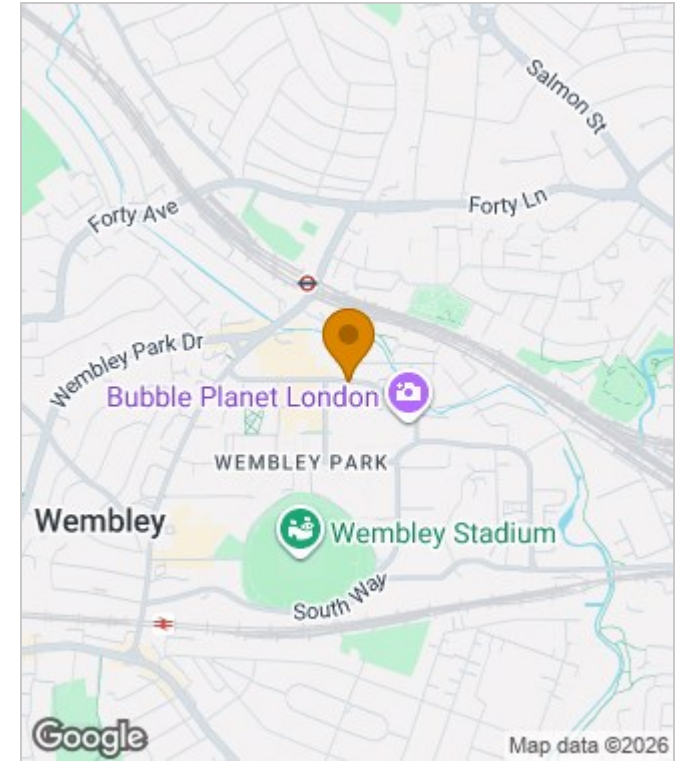 Salmon St
Forty Ln
Forty Ave
Wembley Park Dr
Bubble Planet London
WEMBLEY PARK
Wembley
Wembley Stadium
South Way
Google
Map data ©2026